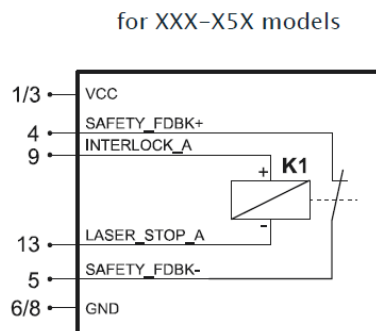 for XXX-X5X models
1/3 VCC
4 SAFETY_FDBK+
9 INTERLOCK_A
+ K1
-
13 LASER_STOP_A
5 SAFETY_FDBK-
6/8 GND